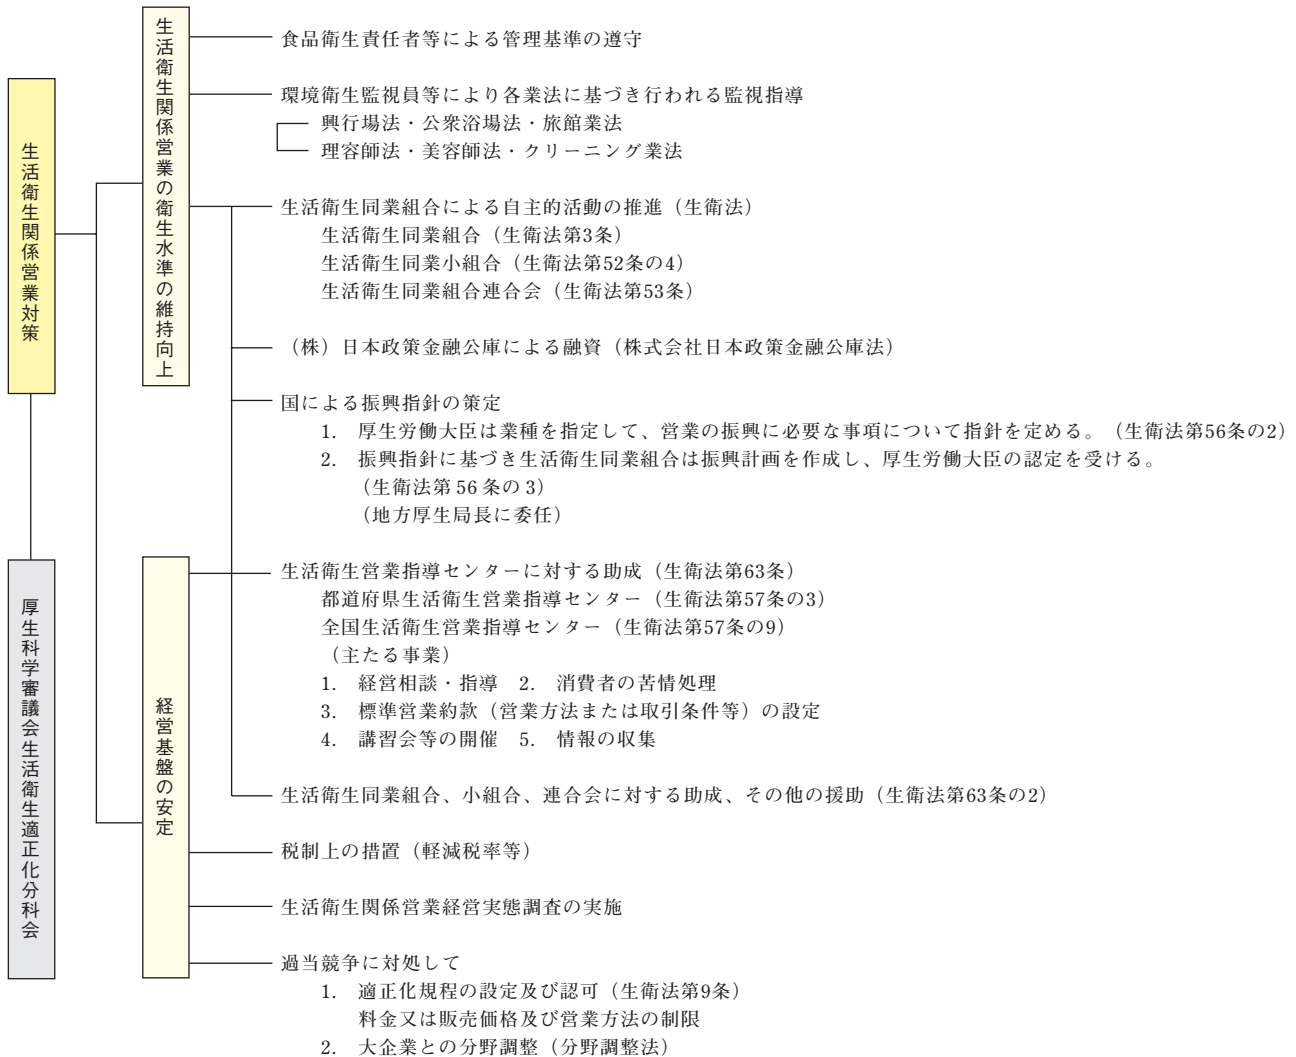 生活衛生関係営業対策
厚生科学審議会生活衛生適正化分科会
生活衛生関係営業の衛生水準の維持向上
経営基盤の安定
食品衛生責任者等による管理基準の遵守
環境衛生監視員等により各業法に基づき行われる監視指導
興行場法・公衆浴場法・旅館業法
理容師法・美容師法・クリーニング業法
生活衛生同業組合による自主的活動の推進（生衛法）
生活衛生同業組合（生衛法第3条）
生活衛生同業小組合（生衛法第52条の4）
生活衛生同業組合連合会（生衛法第53条）
（株）日本政策金融公庫による融資（株式会社日本政策金融公庫法）
国による振興指針の策定
1. 厚生労働大臣は業種を指定して、営業の振興に必要な事項について指針を定める。（生衛法第56条の2）
2. 振興指針に基づき生活衛生同業組合は振興計画を作成し、厚生労働大臣の認定を受ける。
（生衛法第 56 条の 3）
（地方厚生局長に委任）
生活衛生営業指導センターに対する助成（生衛法第63条）
都道府県生活衛生営業指導センター（生衛法第57条の3）
全国生活衛生営業指導センター（生衛法第57条の9）
（主たる事業）
1. 経営相談・指導 2. 消費者の苦情処理
3. 標準営業約款（営業方法または取引条件等）の設定
4. 講習会等の開催 5. 情報の収集
生活衛生同業組合、小組合、連合会に対する助成、その他の援助（生衛法第63条の2）
税制上の措置（軽減税率等）
生活衛生関係営業経営実態調査の実施
過当競争に対処して
1. 適正化規程の設定及び認可（生衛法第9条）
料金又は販売価格及び営業方法の制限
2. 大企業との分野調整（分野調整法）